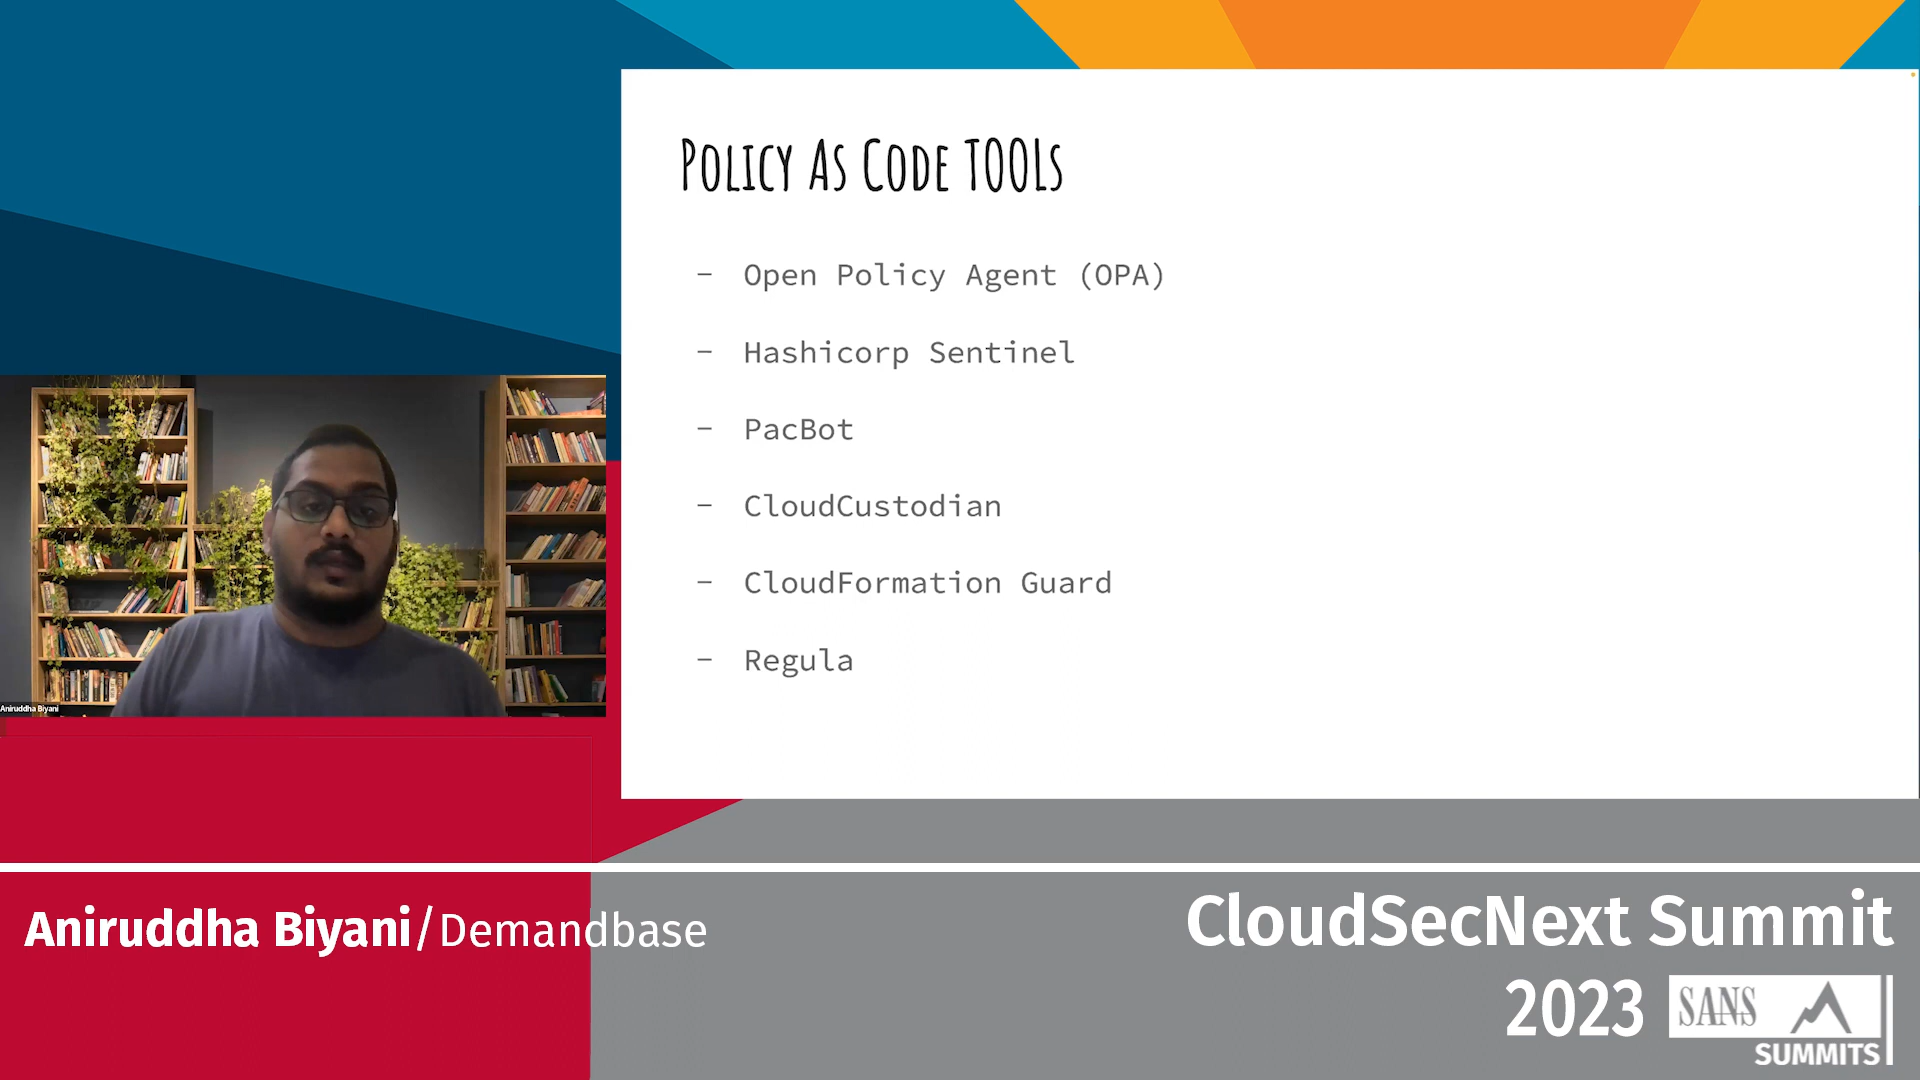 Policy As Code TOOLs
- Open Policy Agent (OPA)
- Hashicorp Sentinel
- PacBot
- CloudCustodian
- CloudFormation Guard
- Regula
Aniruddha Biyani
Aniruddha Biyani/Demandbase
CloudSecNext Summit
2023
SANS
SUMMITS